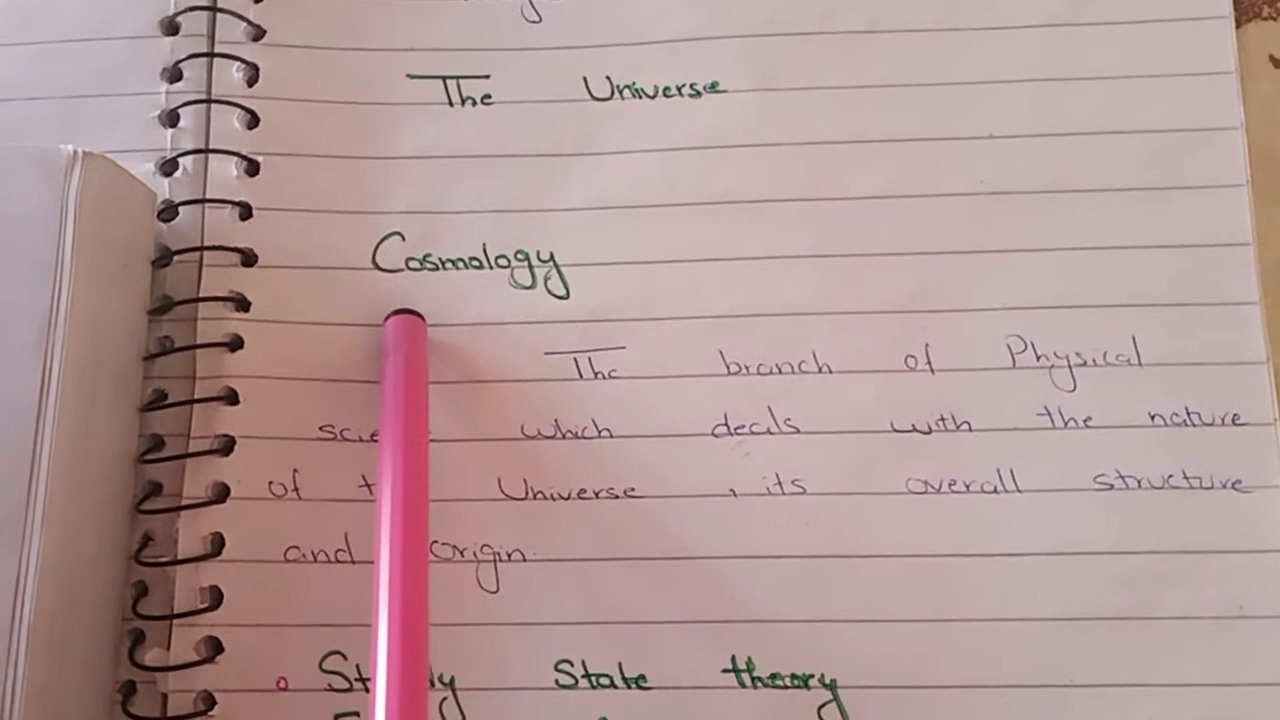 The Universe
Cosmology
The branch of Physical
which deals with the nature
of Universe , its overall structure
and origin.
State theory